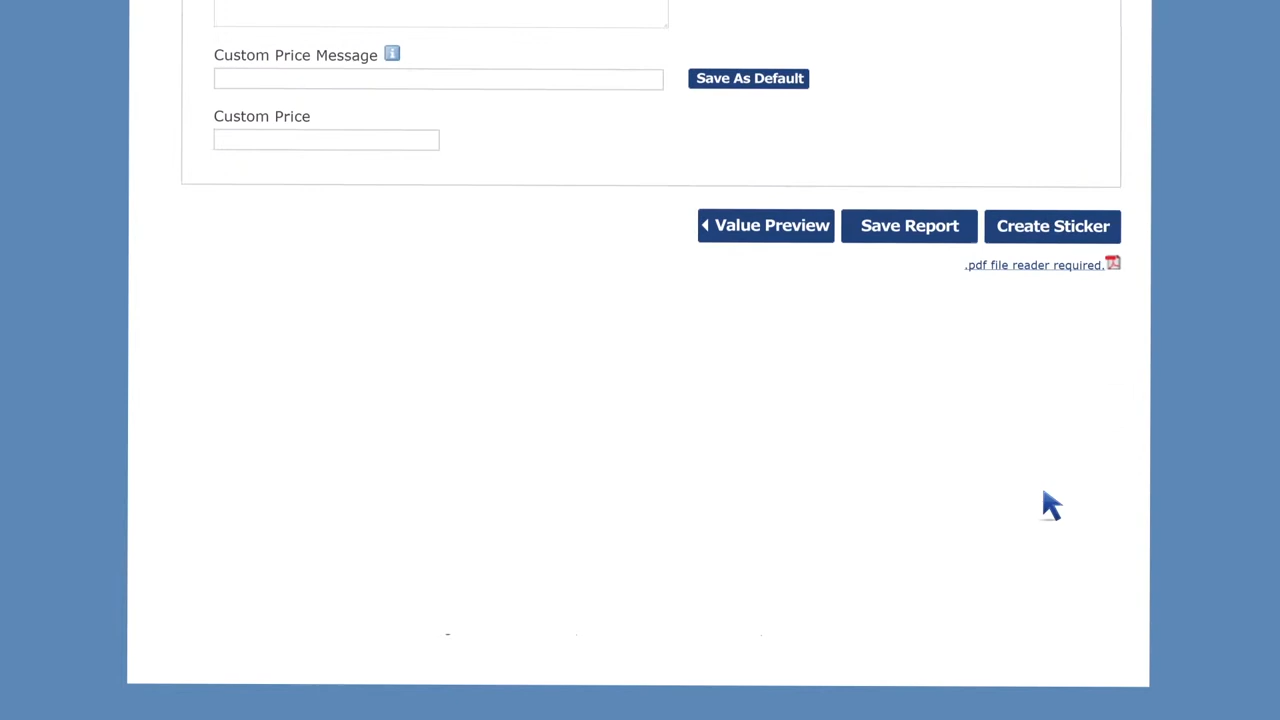 Custom Price Message
Save As Default
Custom Price
Value Preview Save Report Create Sticker
.pdf file reader required.